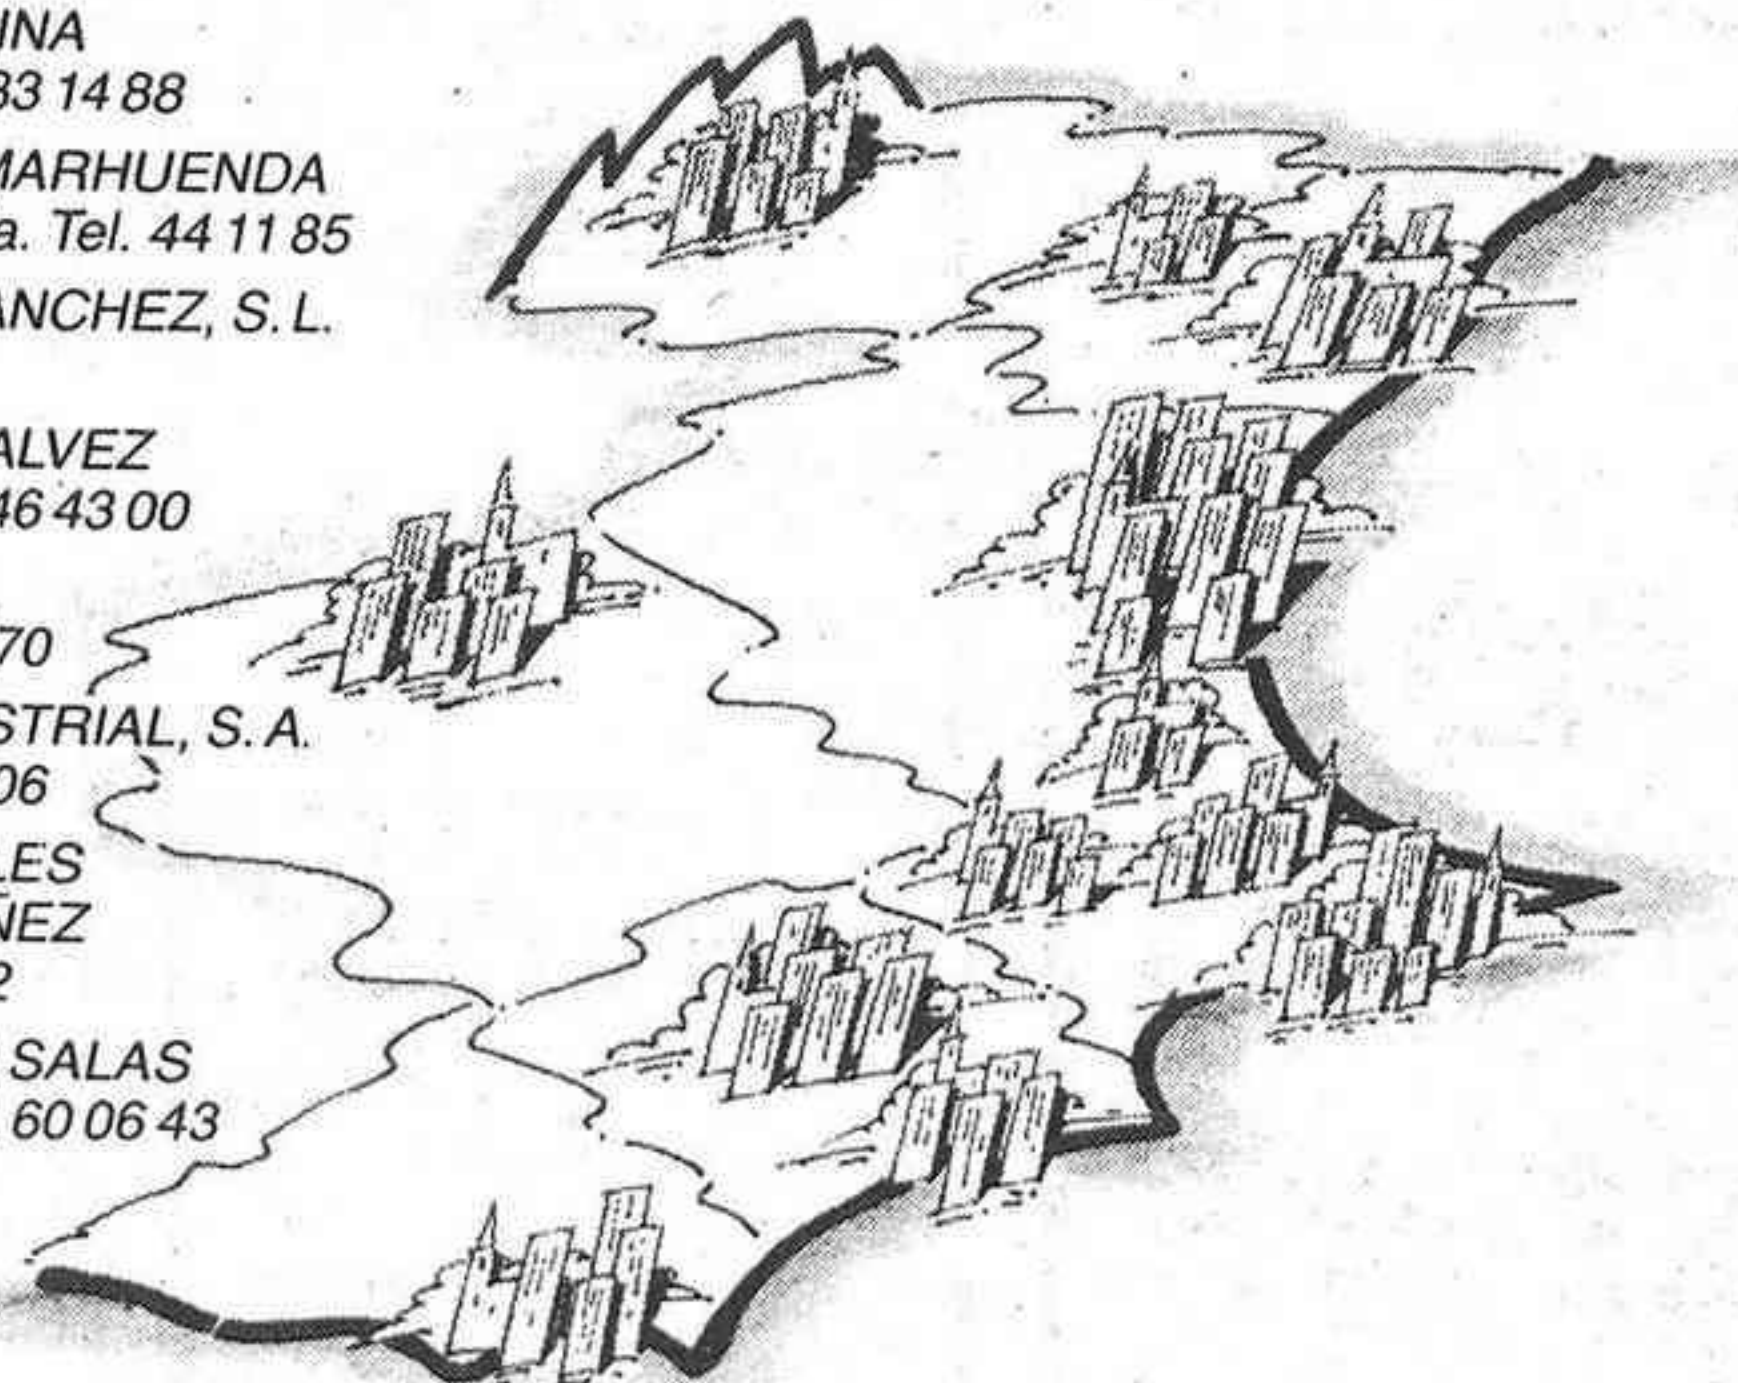 INA
83 14 88
MARHUENDA
a. Tel. 44 11 85
ANCHEZ, S. L.
ALVEZ
46 43 00
70
STRIAL, S. A.
06
LES
ÑEZ
2
SALAS
60 06 43